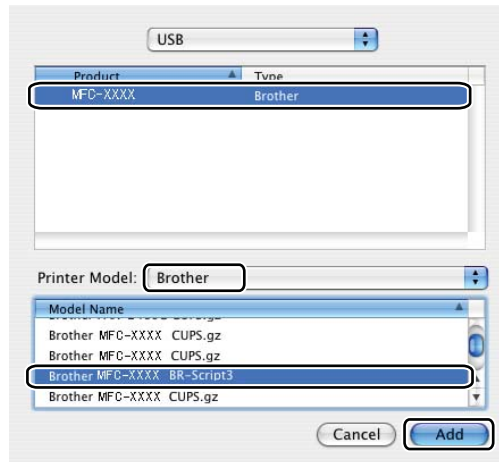 USB
Product Type
MFC-XXXX Brother
Printer Model: Brother
Model Name
Brother MFC-XXXX CUPS.gz
Brother MFC-XXXX CUPS.gz
Brother MFC-XXXX BR-Script3
Brother MFC-XXXX CUPS.gz
Cancel Add